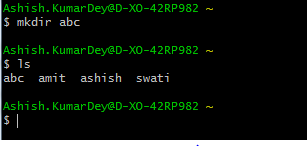 Ashish.KumarDey@D-XO-42RP982 ~
$ mkdir abc
Ashish.KumarDey@D-XO-42RP982 ~
$ ls
abc  amit  ashish  swati
Ashish.KumarDey@D-XO-42RP982 ~
$